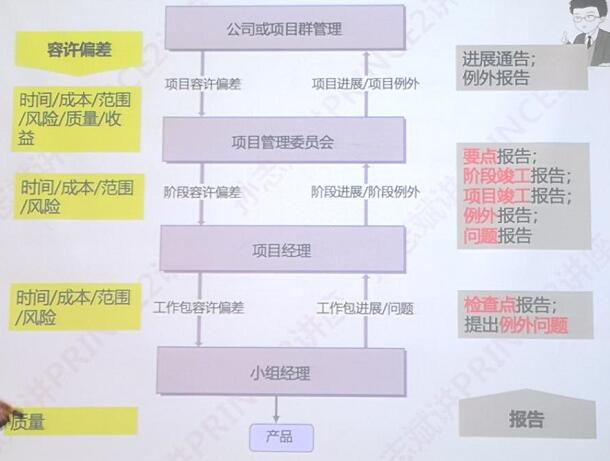 公司或项目群管理
容许偏差
进展通告;
例外报告
项目容许偏差
项目进展/项目例外
时间/成本/范围
/风险/质量/收
益
项目管理委员会
要点报告;
阶段竣工报告;
项目竣工报告;
例外报告;
问题报告
时间/成本/范围
/风险
阶段容许偏差
阶段进展/阶段例外
项目经理
时间/成本/范围
/风险
工作包容许偏差
工作包进展/问题
检查点报告;
提出例外问题
小组经理
质量
产品
报告